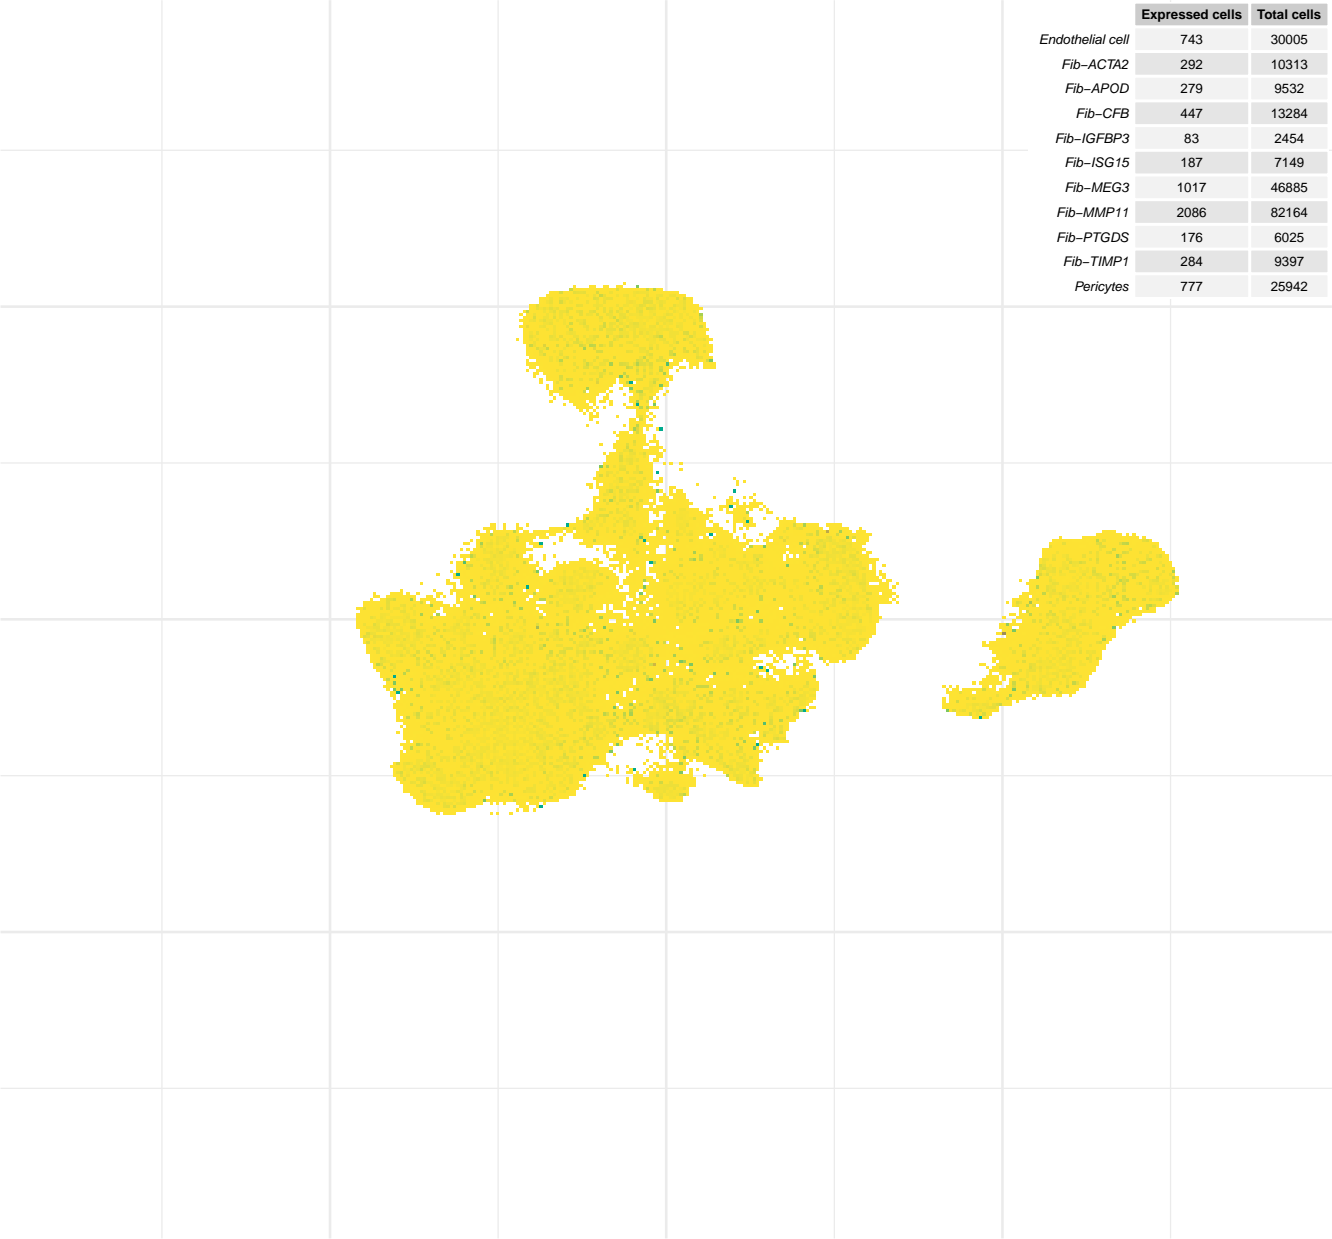 Expressed cells Total cells
Endothelial cell 743 30005
Fib−ACTA2 292 10313
Fib−APOD 279 9532
Fib−CFB 447 13284
Fib−IGFBP3 83 2454
Fib−ISG15 187 7149
Fib−MEG3 1017 46885
Fib−MMP11 2086 82164
Fib−PTGDS 176 6025
Fib−TIMP1 284 9397
Pericytes 777 25942